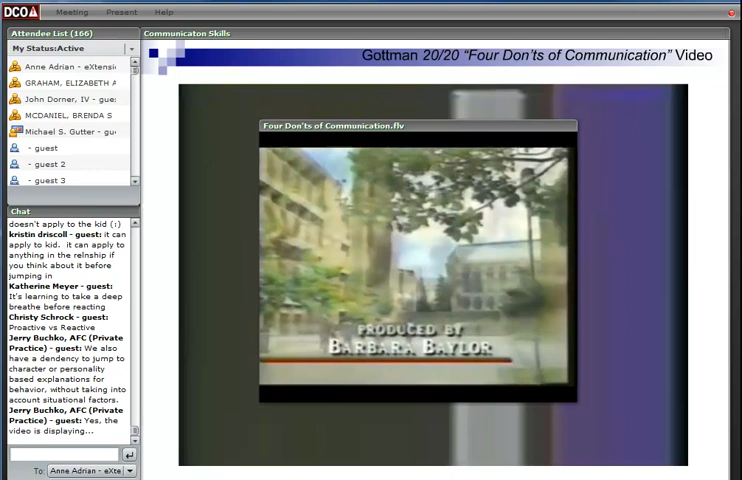 DCO
Meeting
Present
Help
Attendee List (166)
My Status:Active
Anne Adrian - eXtensi
GRAHAM, ELIZABETH A
John Dorner, IV - gue
MCDANIEL, BRENDA S
Michael S. Gutter - gu
- guest
- guest 2
- guest 3
Chat
doesn't apply to the kid (:)
kristin driscoll - guest: it can
apply to kid. it can apply to
anything in the relnship if
you think about it before
jumping in
Katherine Meyer - guest:
It's learning to take a deep
breathe before reacting
Christy Schrock - guest:
Proactive vs Reactive
Jerry Buchko, AFC (Private
Practice) - guest: We also
have a dendency to jump to
character or personality
based explanations for
behavior, without taking into
account situational factors.
Jerry Buchko, AFC (Private
Practice) - guest: Yes, the
video is displaying...
To: Anne Adrian - eXte
Communicaton Skills
Gottman 20/20 “Four Don'ts of Communication” Video
Four Don'ts of Communication.flv
PRODUCED BY
BARBARA BAYLOR